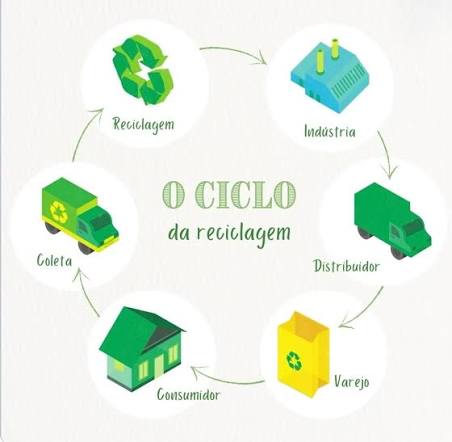 O CICLO
da reciclagem
Reciclagem
Indústria
Distribuidor
Varejo
Consumidor
Coleta